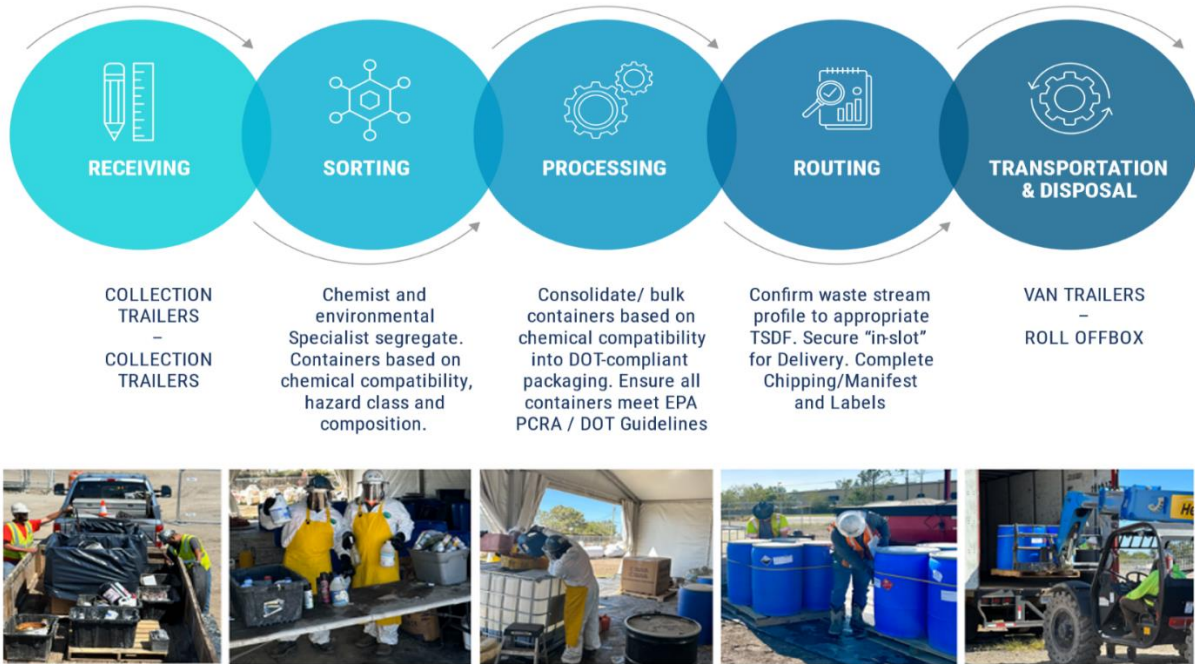 RECEIVING
SORTING
PROCESSING
ROUTING
TRANSPORTATION
& DISPOSAL
COLLECTION
TRAILERS
–
COLLECTION
TRAILERS
Chemist and
environmental
Specialist segregate.
Containers based on
chemical compatibility,
hazard class and
composition.
Consolidate/ bulk
containers based on
chemical compatibility
into DOT-compliant
packaging. Ensure all
containers meet EPA
PCRA / DOT Guidelines
Confirm waste stream
profile to appropriate
TSDF. Secure “in-slot”
for Delivery. Complete
Chipping/Manifest
and Labels
VAN TRAILERS
–
ROLL OFFBOX
He